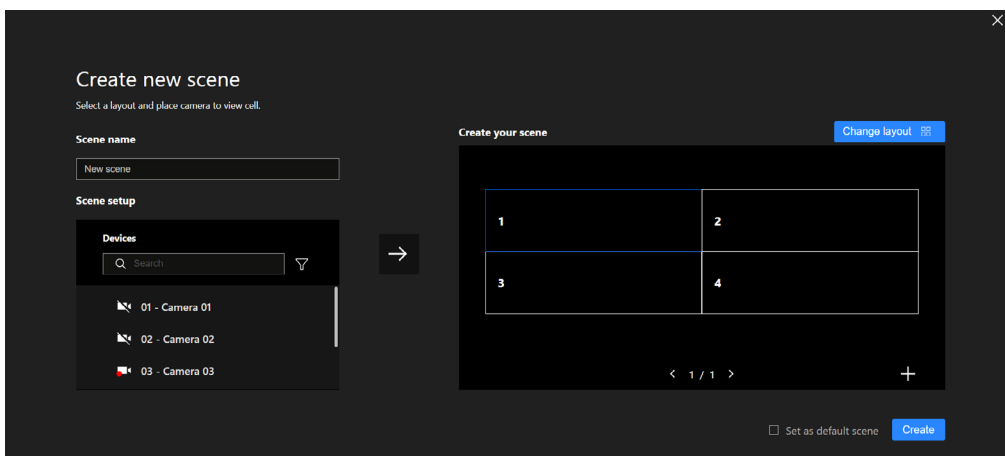 Create new scene
Select a layout and place camera to view cell.
Scene name
New scene
Scene setup
Devices
Search
01 - Camera 01
02 - Camera 02
03 - Camera 03
Create your scene
Change layout
1
2
3
4
1 / 1
Set as default scene
Create